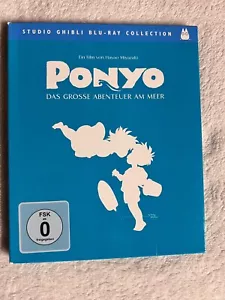 STUDIO GHIBLI BLU-RAY COLLECTION
Ein Film von Hayao Miyazaki
PONYO
DAS GROSSE ABENTEUER AM MEER
FSK
ab
0
freigegeben